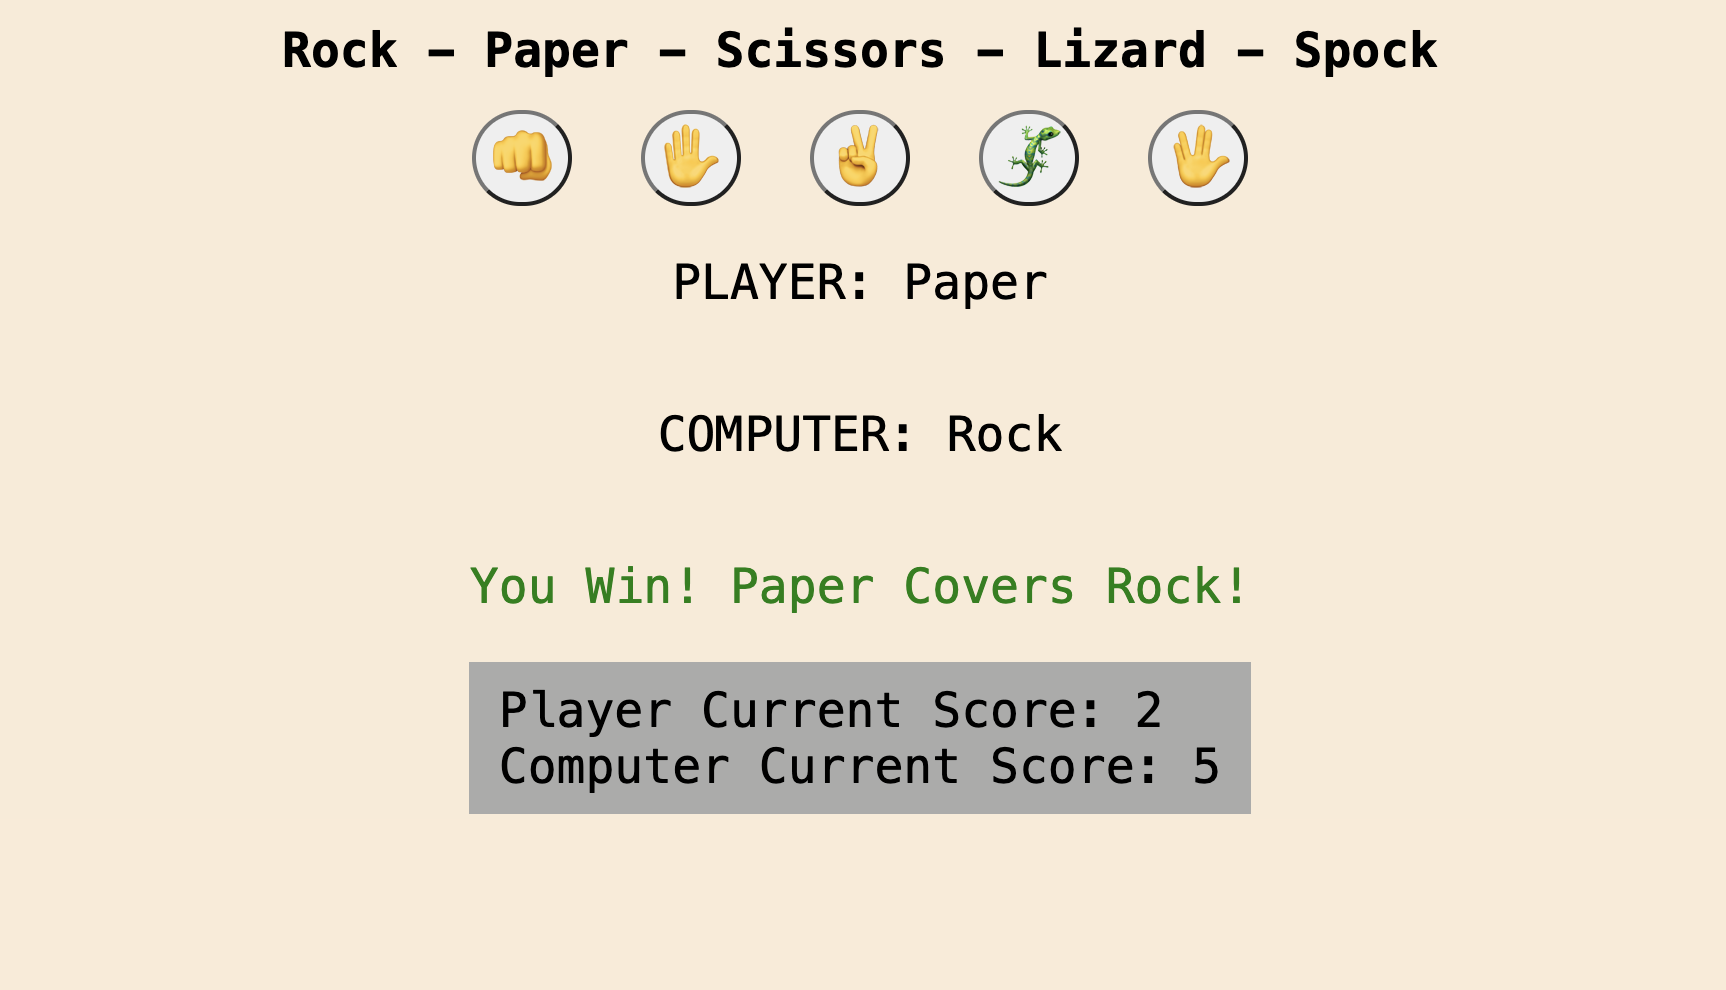 Rock – Paper – Scissors – Lizard – Spock
PLAYER: Paper
COMPUTER: Rock
You Win! Paper Covers Rock!
Player Current Score: 2
Computer Current Score: 5